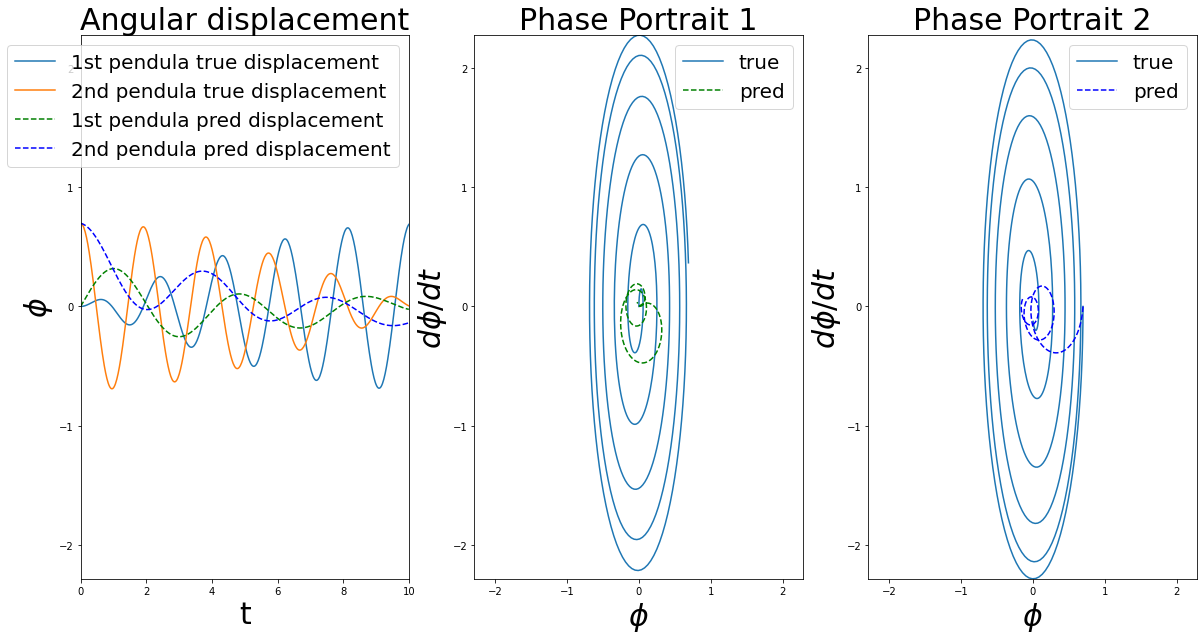 Angular displacement
1st pendula true displacement
2nd pendula true displacement
1st pendula pred displacement
2nd pendula pred displacement
2
1
0
−1
−2
ϕ
0 2 4 6 8 10
t
Phase Portrait 1
true
pred
2
1
0
−1
−2
dϕ/dt
−2 −1 0 1 2
ϕ
Phase Portrait 2
true
pred
2
1
0
−1
−2
dϕ/dt
−2 −1 0 1 2
ϕ